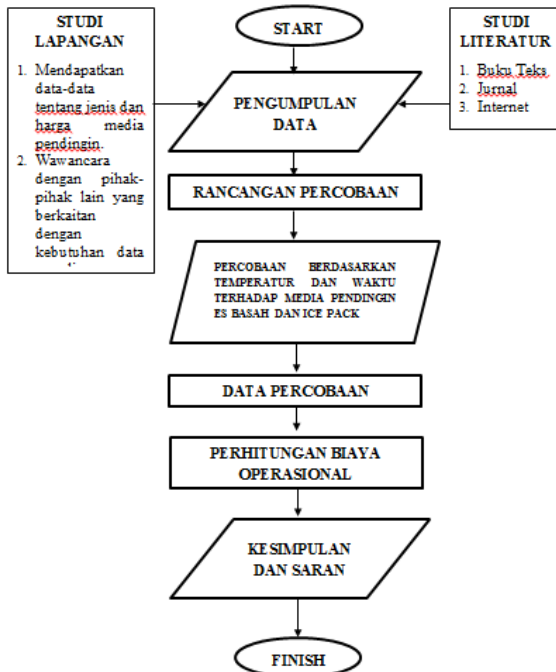 STUDI
LAPANGAN
1. Mendapatkan
data-data
tentang jenis dan
harga media
pendingin.
2. Wawancara
dengan pihak-
pihak lain yang
berkaitan
dengan
kebutuhan data
START
STUDI
LITERATUR
1. Buku Teks
2. Jurnal
3. Internet
PENGUMPULAN
DATA
RANCANGAN PERCOBAAN
PERCOBAAN BERDASARKAN
TEMPERATUR DAN WAKTU
TERHADAP MEDIA PENDINGIN
ES BASAH DAN ICE PACK
DATA PERCOBAAN
PERHITUNGAN BIAYA
OPERASIONAL
KESIMPULAN
DAN SARAN
FINISH